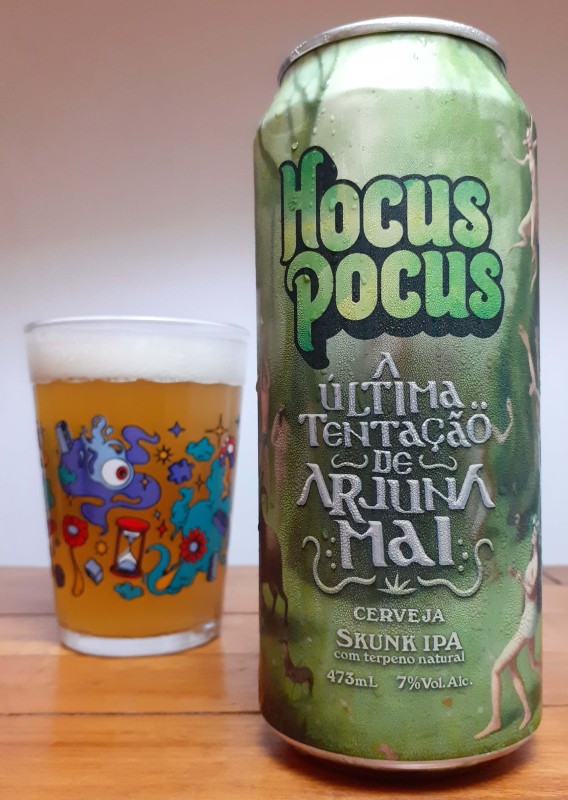 Hocus
Pocus
A
ÚLTIMA
TENTAÇÃO
DE
ARJUNA
MAI
CERVEJA
SKUNK IPA
com terpeno natural
473mL 7%Vol.Alc.